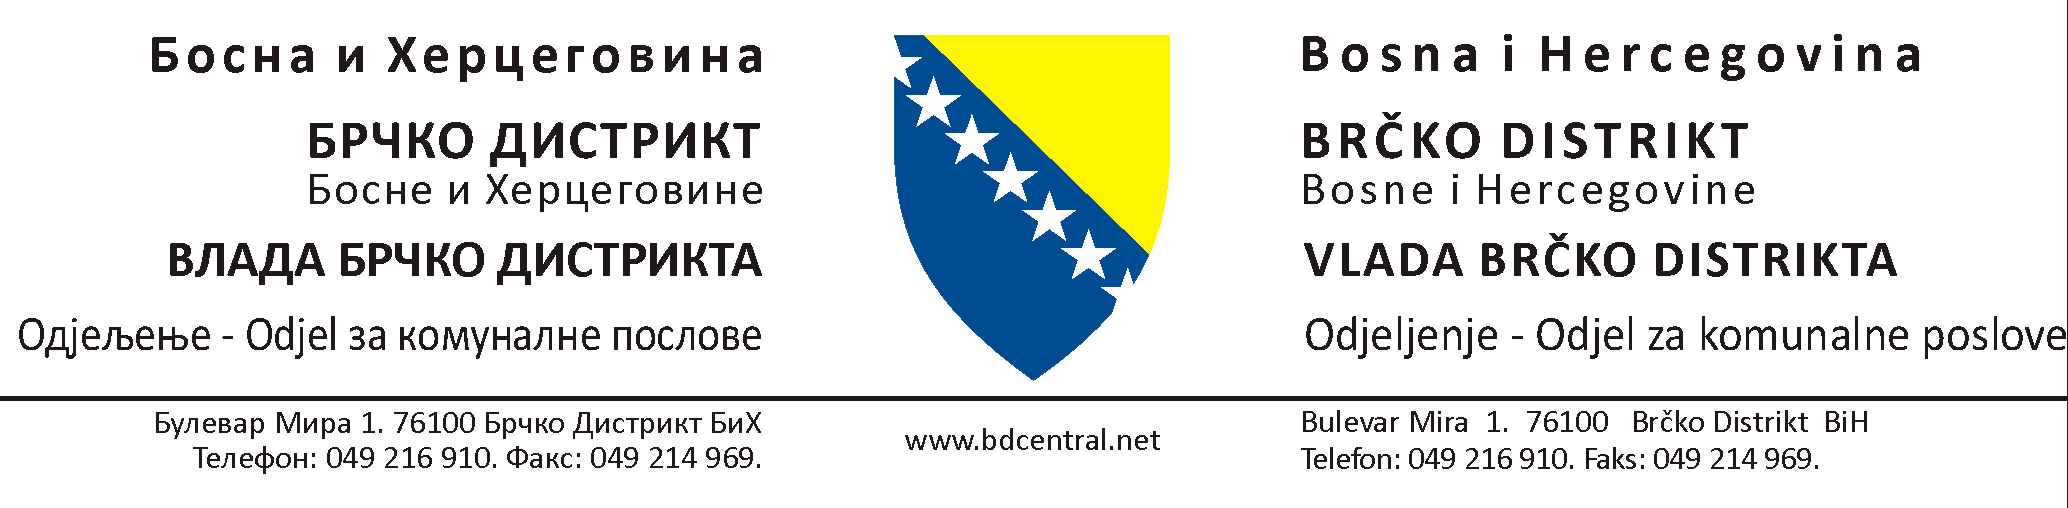 Босна и Херцеговина
БРЧКО ДИСТРИКТ
Босне и Херцеговине
ВЛАДА БРЧКО ДИСТРИКТА
Одјељење - Odjel за комуналне послове
Булевар Мира 1. 76100 Брчко Дистрикт БиХ
Телефон: 049 216 910. Факс: 049 214 969.
www.bdcentral.net
Bosna i Hercegovina
BRČKO DISTRIKT
Bosne i Hercegovine
VLADA BRČKO DISTRIKTA
Odjeljenje - Odjel za komunalne poslove
Bulevar Mira 1. 76100 Brčko Distrikt BiH
Telefon: 049 216 910. Faks: 049 214 969.